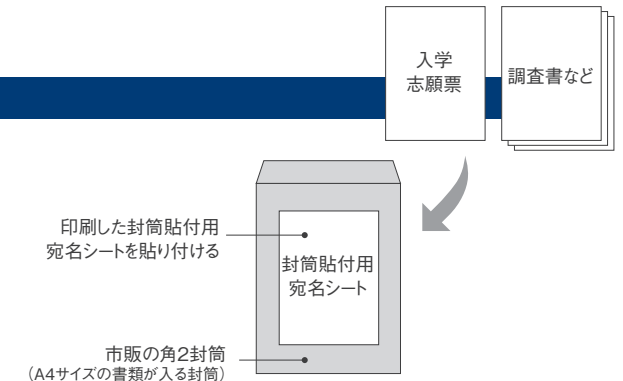 入学
志願票
調査書など
印刷した封筒貼付用
宛名シートを貼り付ける
封筒貼付用
宛名シート
市販の角2封筒
（A4サイズの書類が入る封筒）